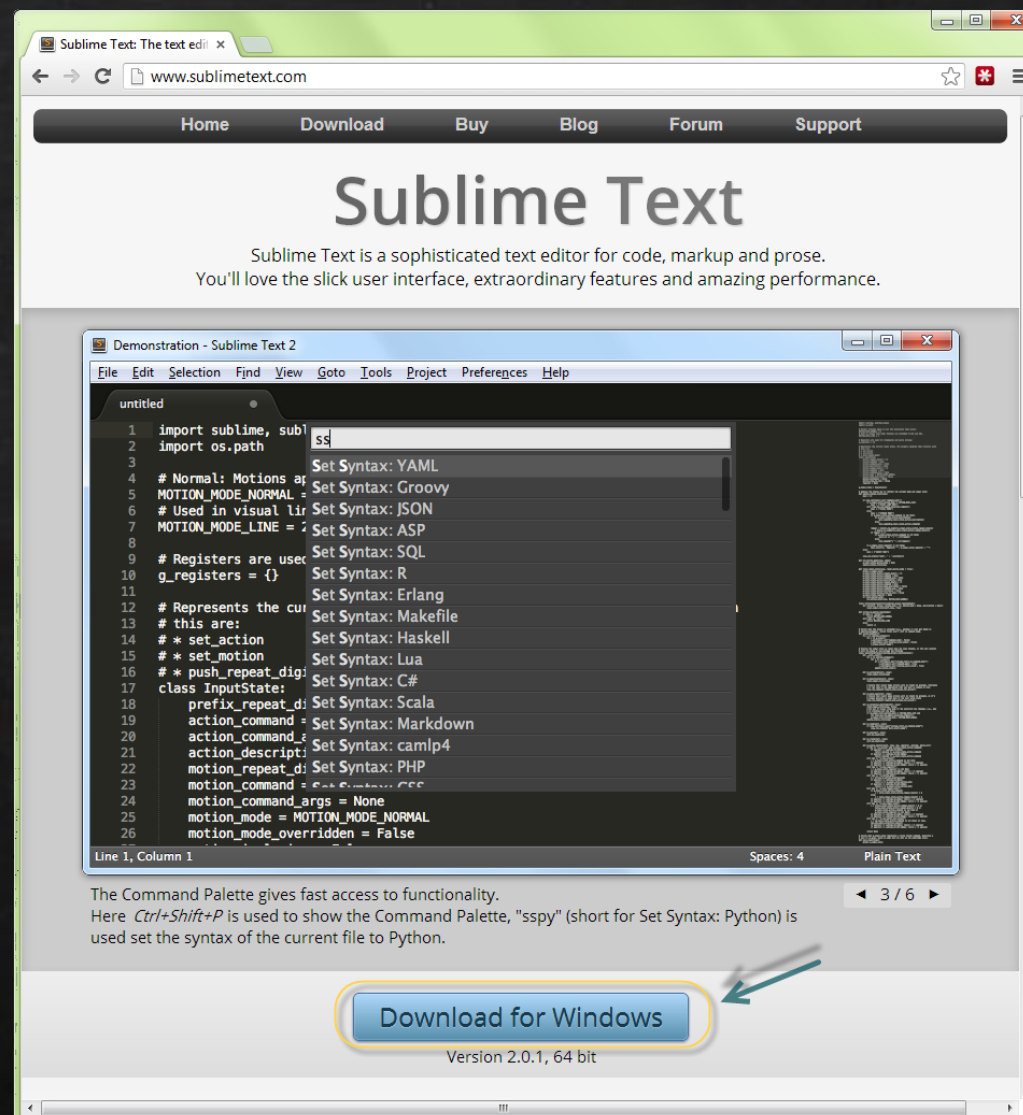 Sublime Text: The text edi
www.sublimetext.com
Home Download Buy Blog Forum Support
Sublime Text
Sublime Text is a sophisticated text editor for code, markup and prose.
You'll love the slick user interface, extraordinary features and amazing performance.
Demonstration - Sublime Text 2
File Edit Selection Find View Goto Tools Project Preferences Help
untitled
ss
Set Syntax: YAML
Set Syntax: Groovy
Set Syntax: JSON
Set Syntax: ASP
Set Syntax: SQL
Set Syntax: R
Set Syntax: Erlang
Set Syntax: Makefile
Set Syntax: Haskell
Set Syntax: Lua
Set Syntax: C#
Set Syntax: Scala
Set Syntax: Markdown
Set Syntax: camlp4
Set Syntax: PHP
1 import sublime, subl
2 import os.path
3
4 # Normal: Motions ap
5 MOTION_MODE_NORMAL =
6 # Used in visual lin
7 MOTION_MODE_LINE = 2
8
9 # Registers are used
10 g_registers = {}
11
12 # Represents the cur
13 # this are:
14 # * set_action
15 # * set_motion
16 # * push_repeat_digi
17 class InputState:
18 prefix_repeat_di
19 action_command =
20 action_command_a
21 action_descripti
22 motion_repeat_di
23 motion_command =
24 motion_command_args = None
25 motion_mode = MOTION_MODE_NORMAL
26 motion_mode_overridden = False
Line 1, Column 1 Spaces: 4 Plain Text
The Command Palette gives fast access to functionality.
Here Ctrl+Shift+P is used to show the Command Palette, "sspy" (short for Set Syntax: Python) is
used set the syntax of the current file to Python.
◄ 3 / 6 ►
Download for Windows
Version 2.0.1, 64 bit